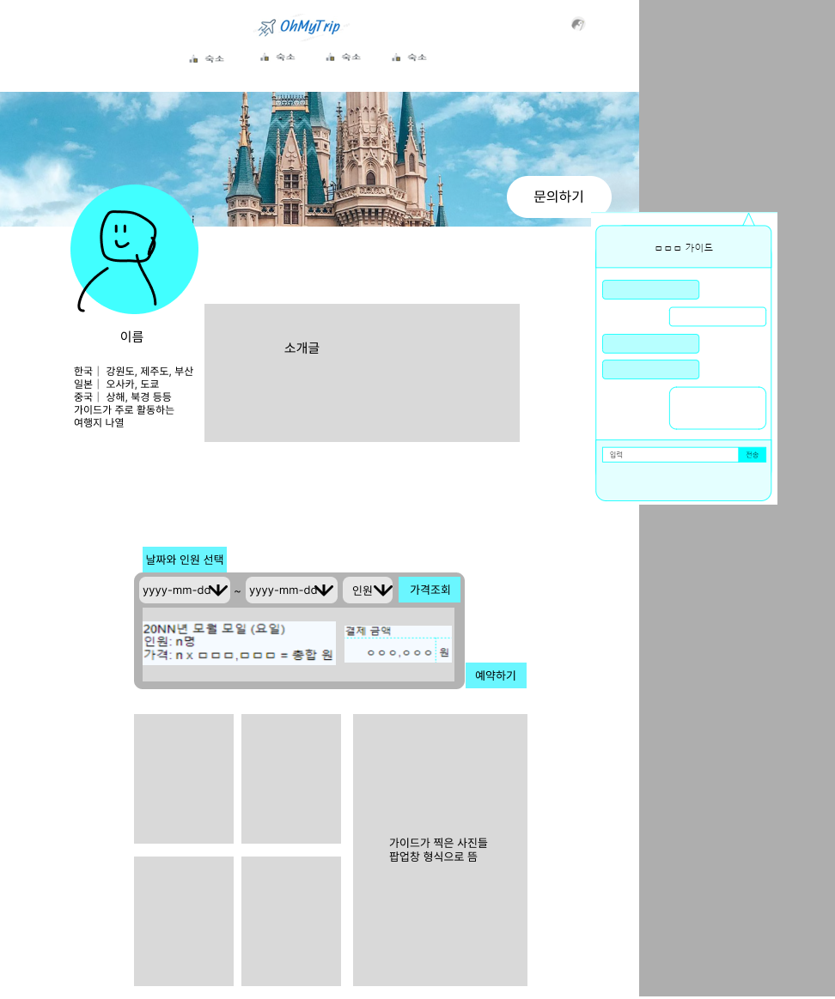 OhMyTrip
숙소
숙소
숙소
숙소
문의하기
ㅁㅁㅁ 가이드
입력
전송
이름
한국 | 강원도, 제주도, 부산
일본 | 오사카, 도쿄
중국 | 상해, 북경 등등
가이드가 주로 활동하는
여행지 나열
소개글
날짜와 인원 선택
yyyy-mm-dd ~ yyyy-mm-dd 인원 가격조회
20NN년 모월 모일 (요일)
인원: n명
가격: n x ㅁㅁㅁ,ㅁㅁㅁ = 총합 원
결제 금액
ㅇㅇㅇ,ㅇㅇㅇ 원
예약하기
가이드가 찍은 사진들
팝업창 형식으로 뜸